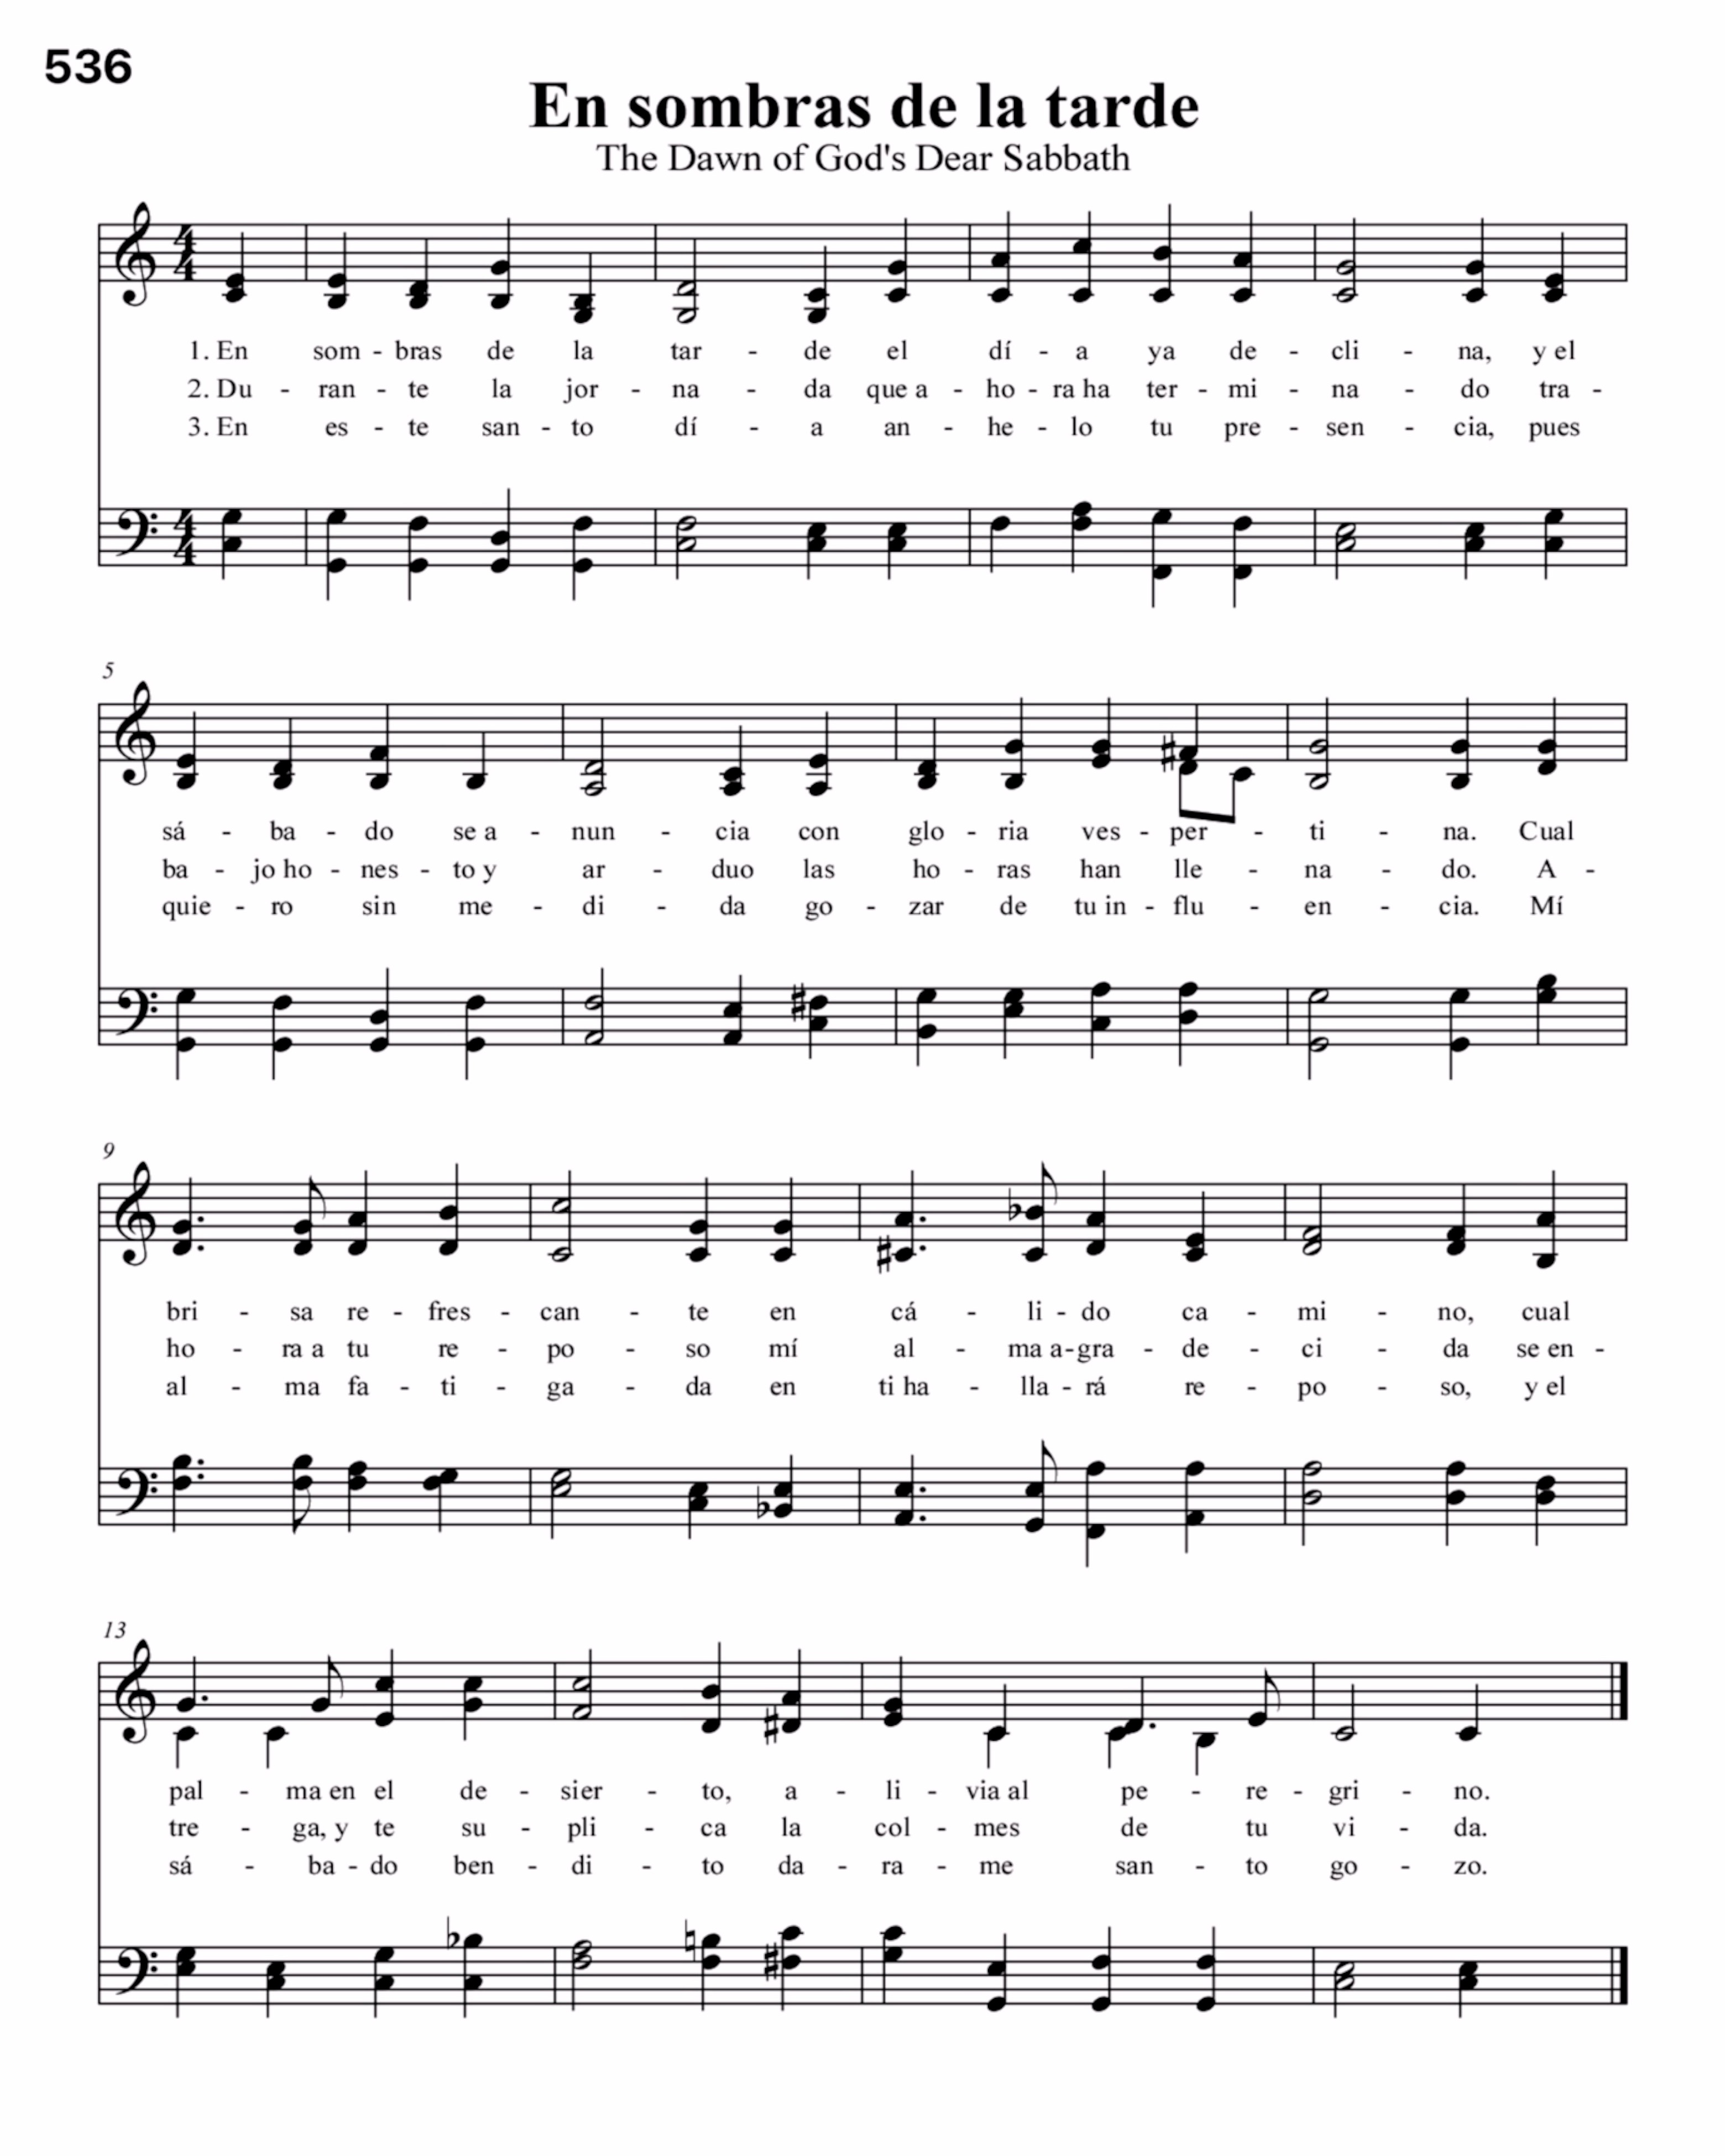 536
En sombras de la tarde
The Dawn of God's Dear Sabbath
1. En som - bras de la tar - de el dí - a ya de - cli - na, y el
2. Du - ran - te la jor - na - da que a - ho - ra ha ter - mi - na - do tra -
3. En es - te san - to dí - a an - he - lo tu pre - sen - cia, pues
5
sá - ba - do se a - nun - cia con glo - ria ves - per - ti - na. Cual
ba - jo ho - nes - to y ar - duo las ho - ras han lle - na - do. A -
quie - ro sin me - di - da go - zar de tu in - flu - en - cia. Mí
9
bri - sa re - fres - can - te en cá - li - do ca - mi - no, cual
ho - ra a tu re - po - so mí al - ma a - gra - de - ci - da se en -
al - ma fa - ti - ga - da en ti ha - lla - rá re - po - so, y el
13
pal - ma en el de - sier - to, a - li - via al pe - re - gri - no.
tre - ga, y te su - pli - ca la col - mes de tu vi - da.
sá - ba - do ben - di - to da - ra - me san - to go - zo.